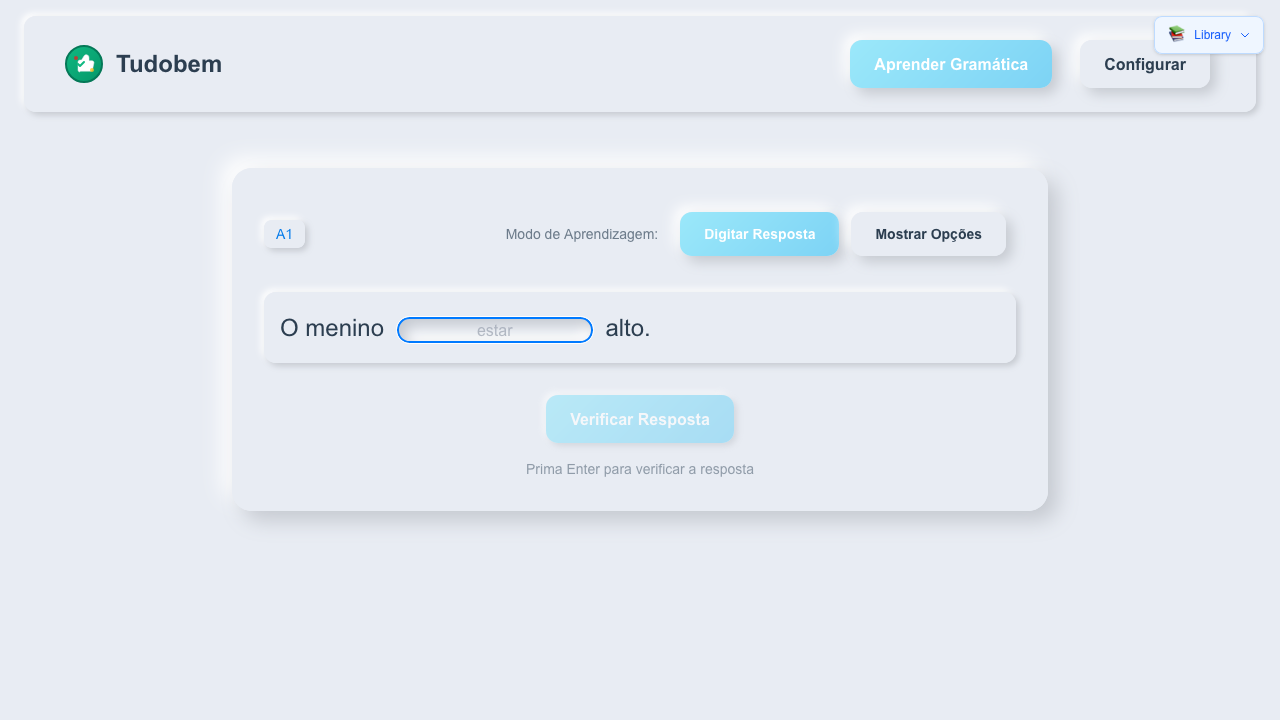 Tudobem
Aprender Gramática
Configurar
Library
A1
Modo de Aprendizagem:
Digitar Resposta
Mostrar Opções
O menino estar alto.
Verificar Resposta
Prima Enter para verificar a resposta